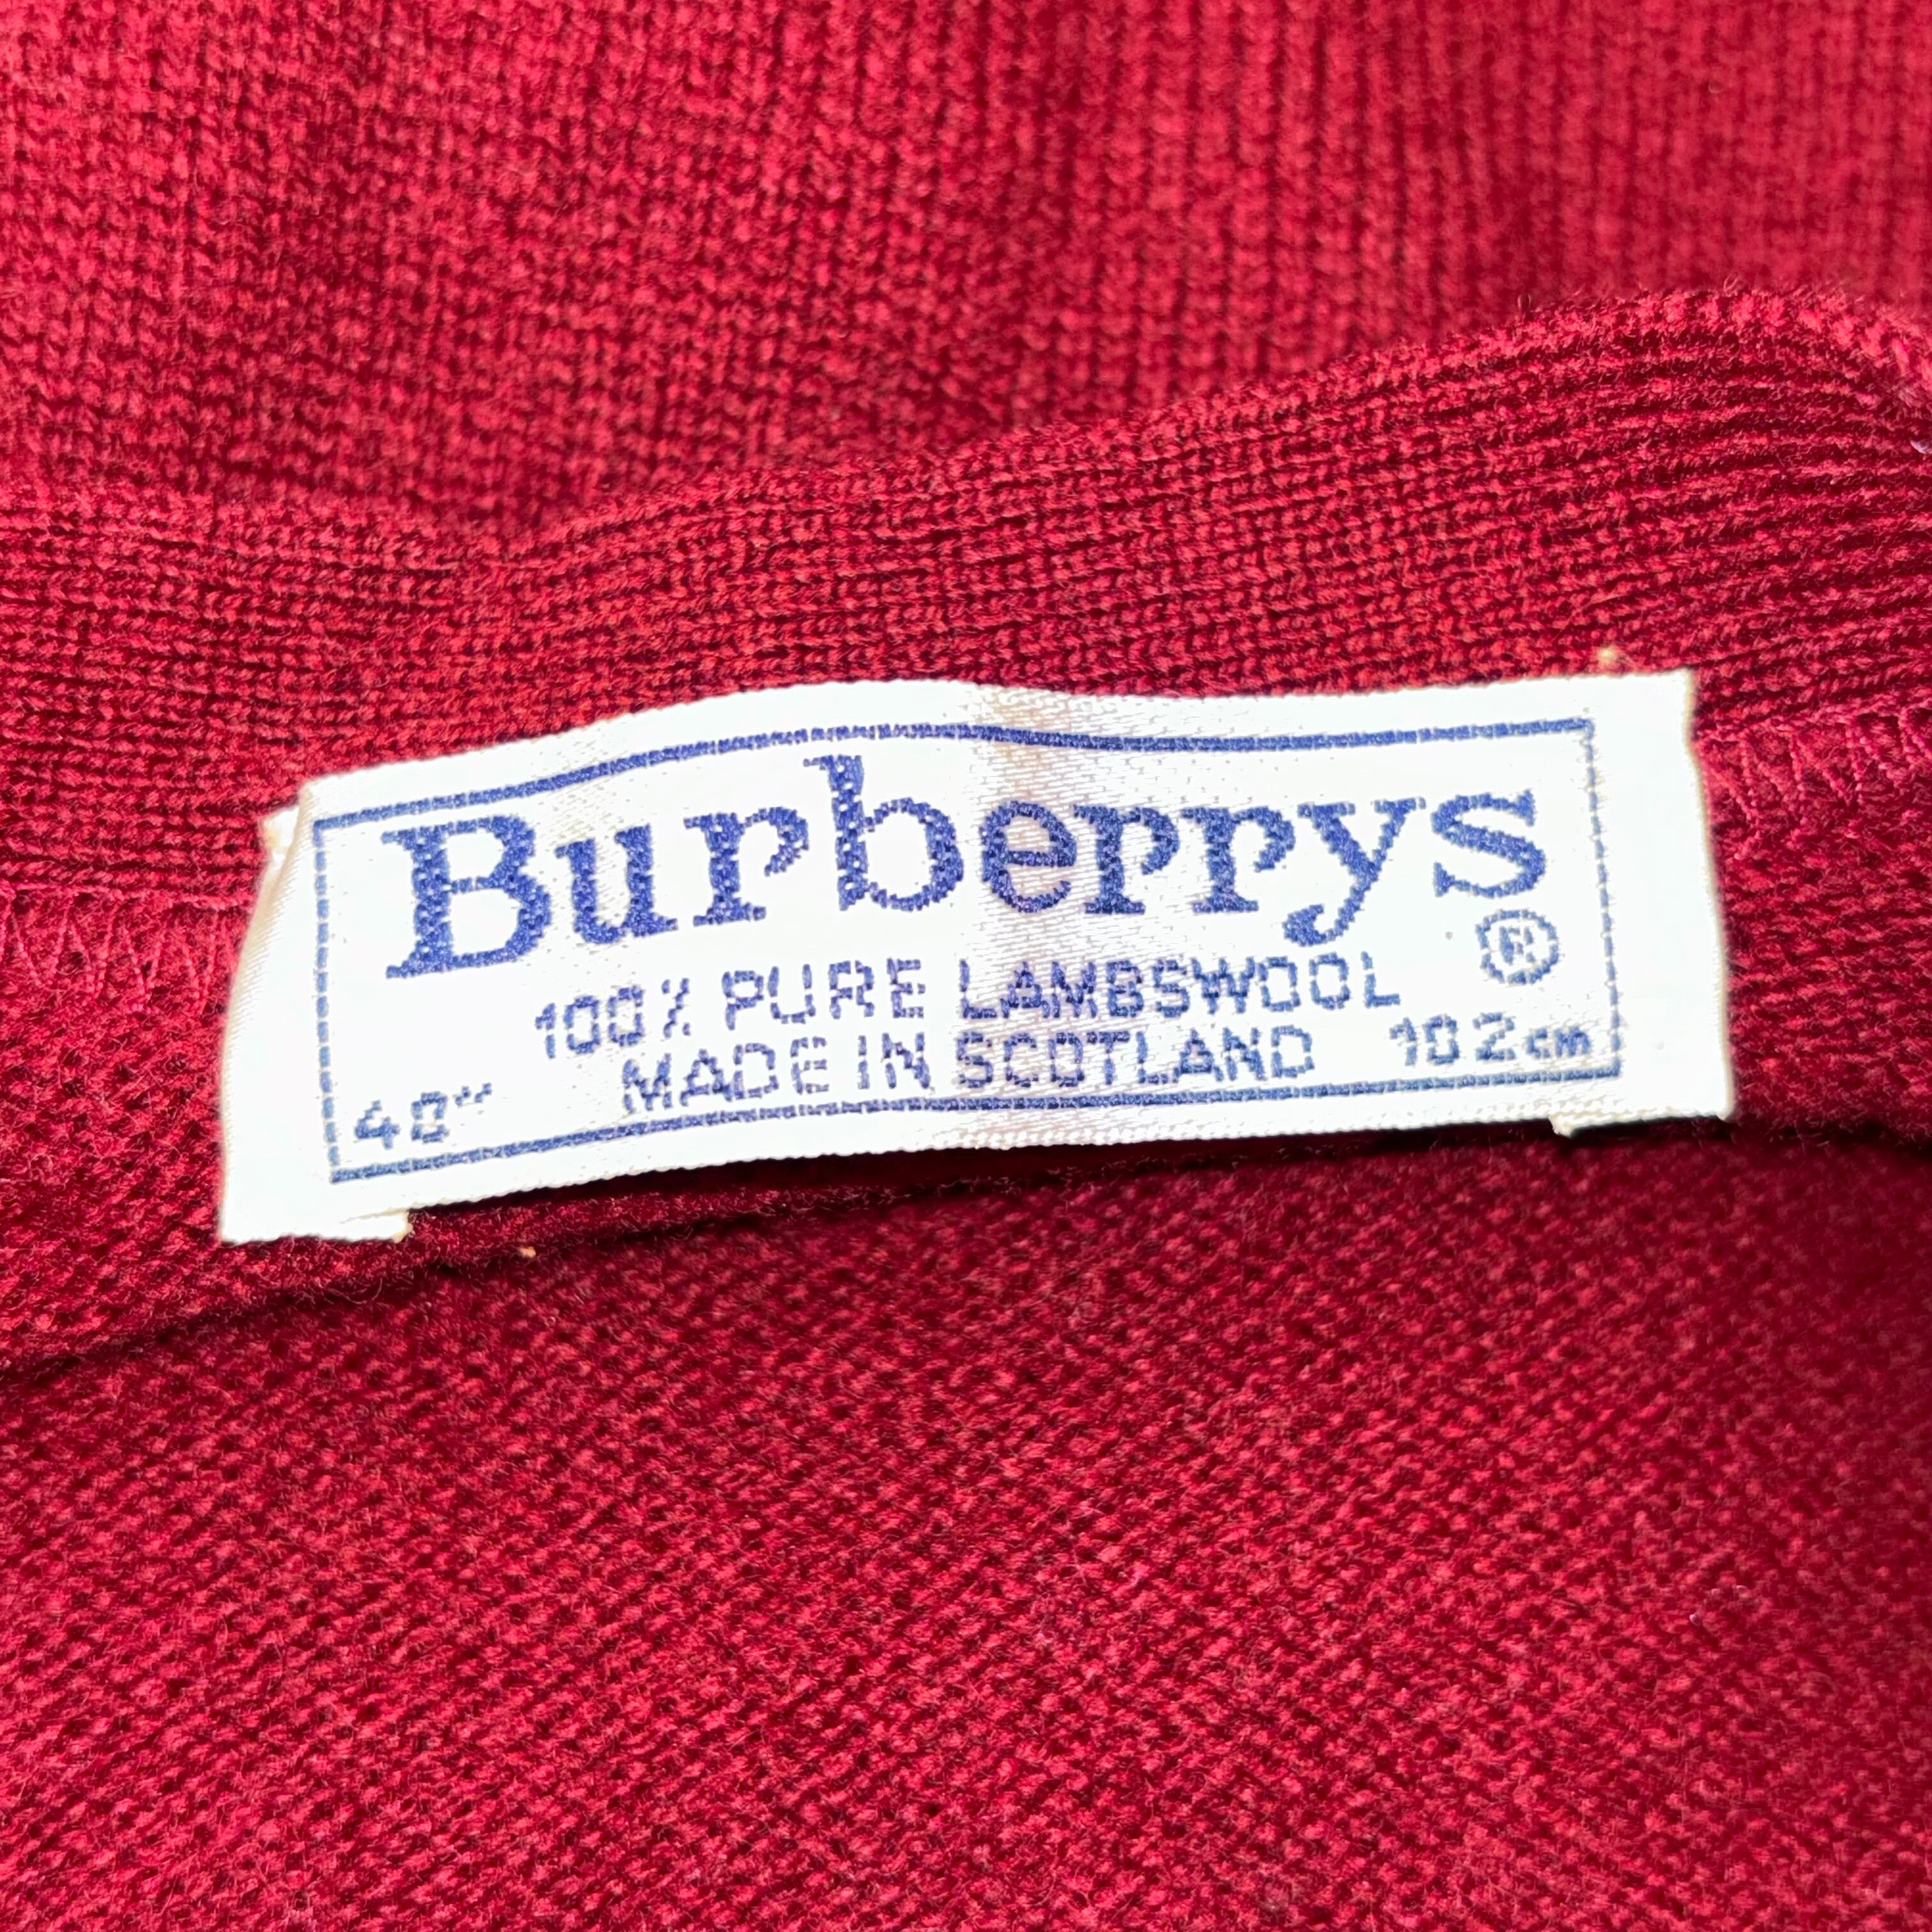 Burberrys
®
100% PURE LAMBSWOOL
40" MADE IN SCOTLAND 102cm